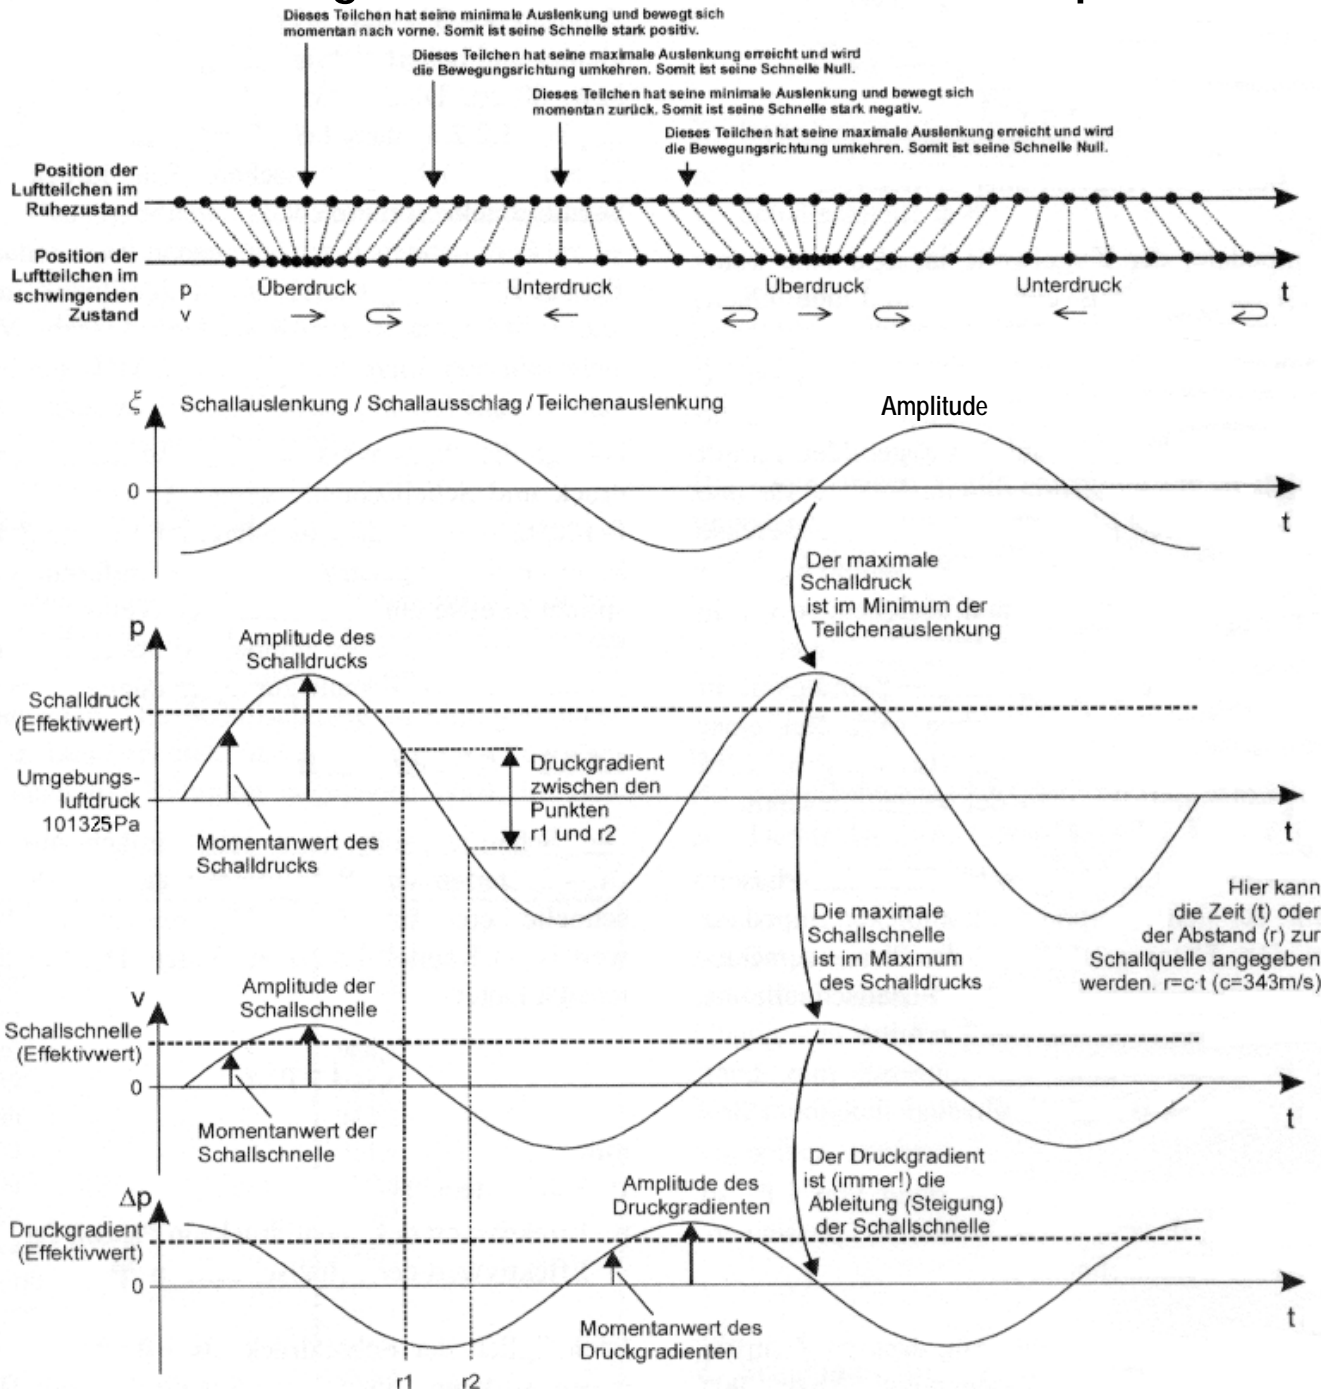 Dieses Teilchen hat seine minimale Auslenkung und bewegt sich
momentan nach vorne. Somit ist seine Schnelle stark positiv.
Dieses Teilchen hat seine maximale Auslenkung erreicht und wird
die Bewegungsrichtung umkehren. Somit ist seine Schnelle Null.
Dieses Teilchen hat seine minimale Auslenkung und bewegt sich
momentan zurück. Somit ist seine Schnelle stark negativ.
Dieses Teilchen hat seine maximale Auslenkung erreicht und wird
die Bewegungsrichtung umkehren. Somit ist seine Schnelle Null.
Position der
Luftteilchen im
Ruhezustand
Position der
Luftteilchen im
schwingenden
Zustand
p Überdruck Unterdruck Überdruck Unterdruck t
v
ξ Schallauslenkung / Schallausschlag / Teilchenauslenkung Amplitude
0
t
Der maximale
Schalldruck
ist im Minimum der
Teilchenauslenkung
p
Amplitude des
Schalldrucks
Schalldruck
(Effektivwert)
Umgebungs-
luftdruck
101325Pa
Druckgradient
zwischen den
Punkten
r1 und r2
t
Momentanwert des
Schalldrucks
Die maximale
Schallschnelle
ist im Maximum
des Schalldrucks
Hier kann
die Zeit (t) oder
der Abstand (r) zur
Schallquelle angegeben
werden. r=c·t (c=343m/s)
v
Amplitude der
Schallschnelle
Schallschnelle
(Effektivwert)
0
t
Momentanwert der
Schallschnelle
Der Druckgradient
ist (immer!) die
Ableitung (Steigung)
der Schallschnelle
Δp
Amplitude des
Druckgradienten
Druckgradient
(Effektivwert)
0
t
Momentanwert des
Druckgradienten
r1 r2